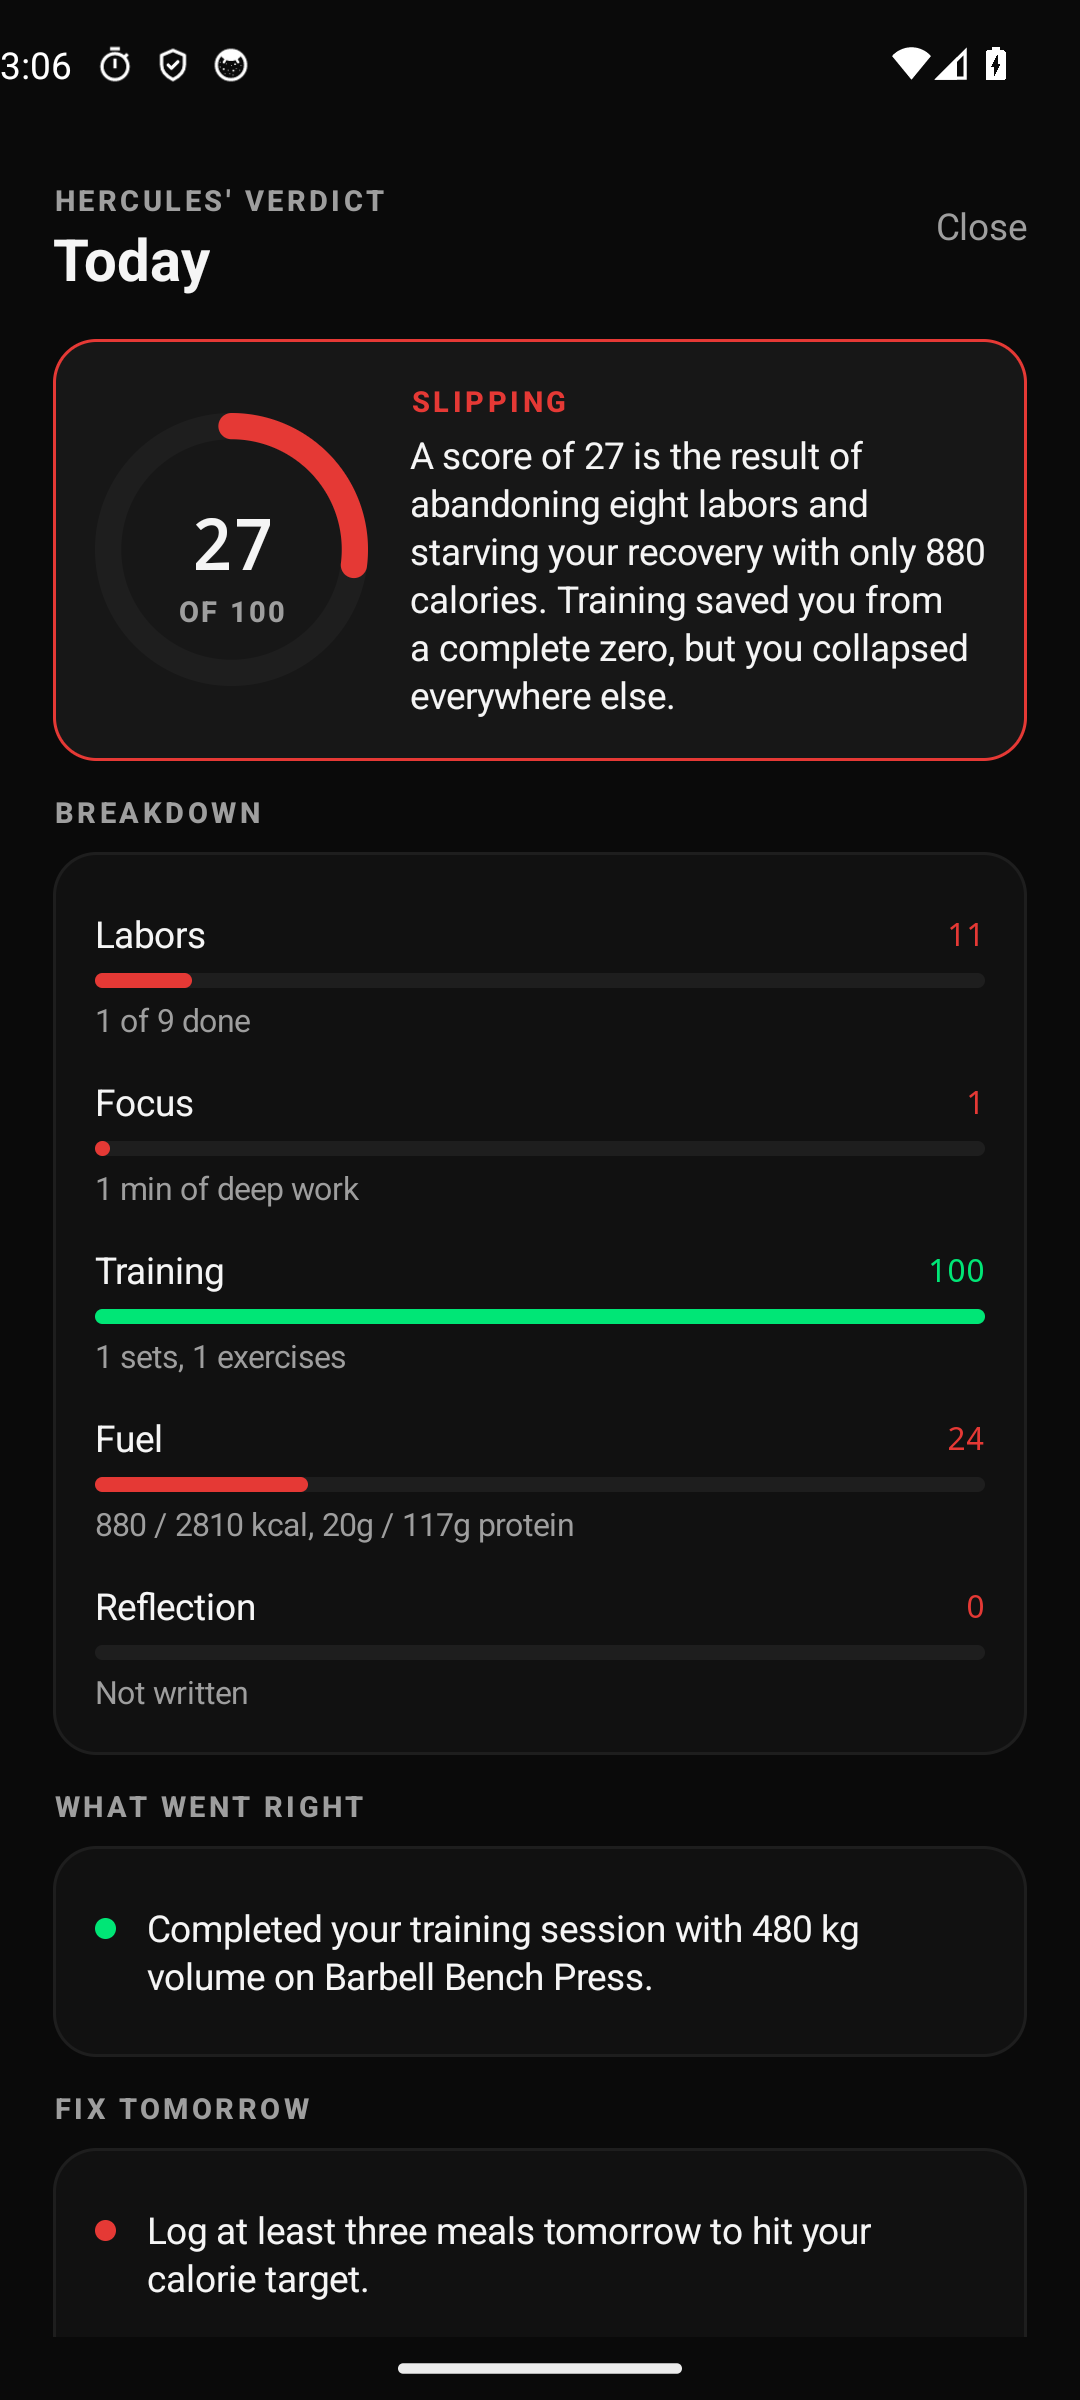 3:06
HERCULES' VERDICT
Today
Close
SLIPPING
27
OF 100
A score of 27 is the result of
abandoning eight labors and
starving your recovery with only 880
calories. Training saved you from
a complete zero, but you collapsed
everywhere else.
BREAKDOWN
Labors 11
1 of 9 done
Focus 1
1 min of deep work
Training 100
1 sets, 1 exercises
Fuel 24
880 / 2810 kcal, 20g / 117g protein
Reflection 0
Not written
WHAT WENT RIGHT
Completed your training session with 480 kg
volume on Barbell Bench Press.
FIX TOMORROW
Log at least three meals tomorrow to hit your
calorie target.